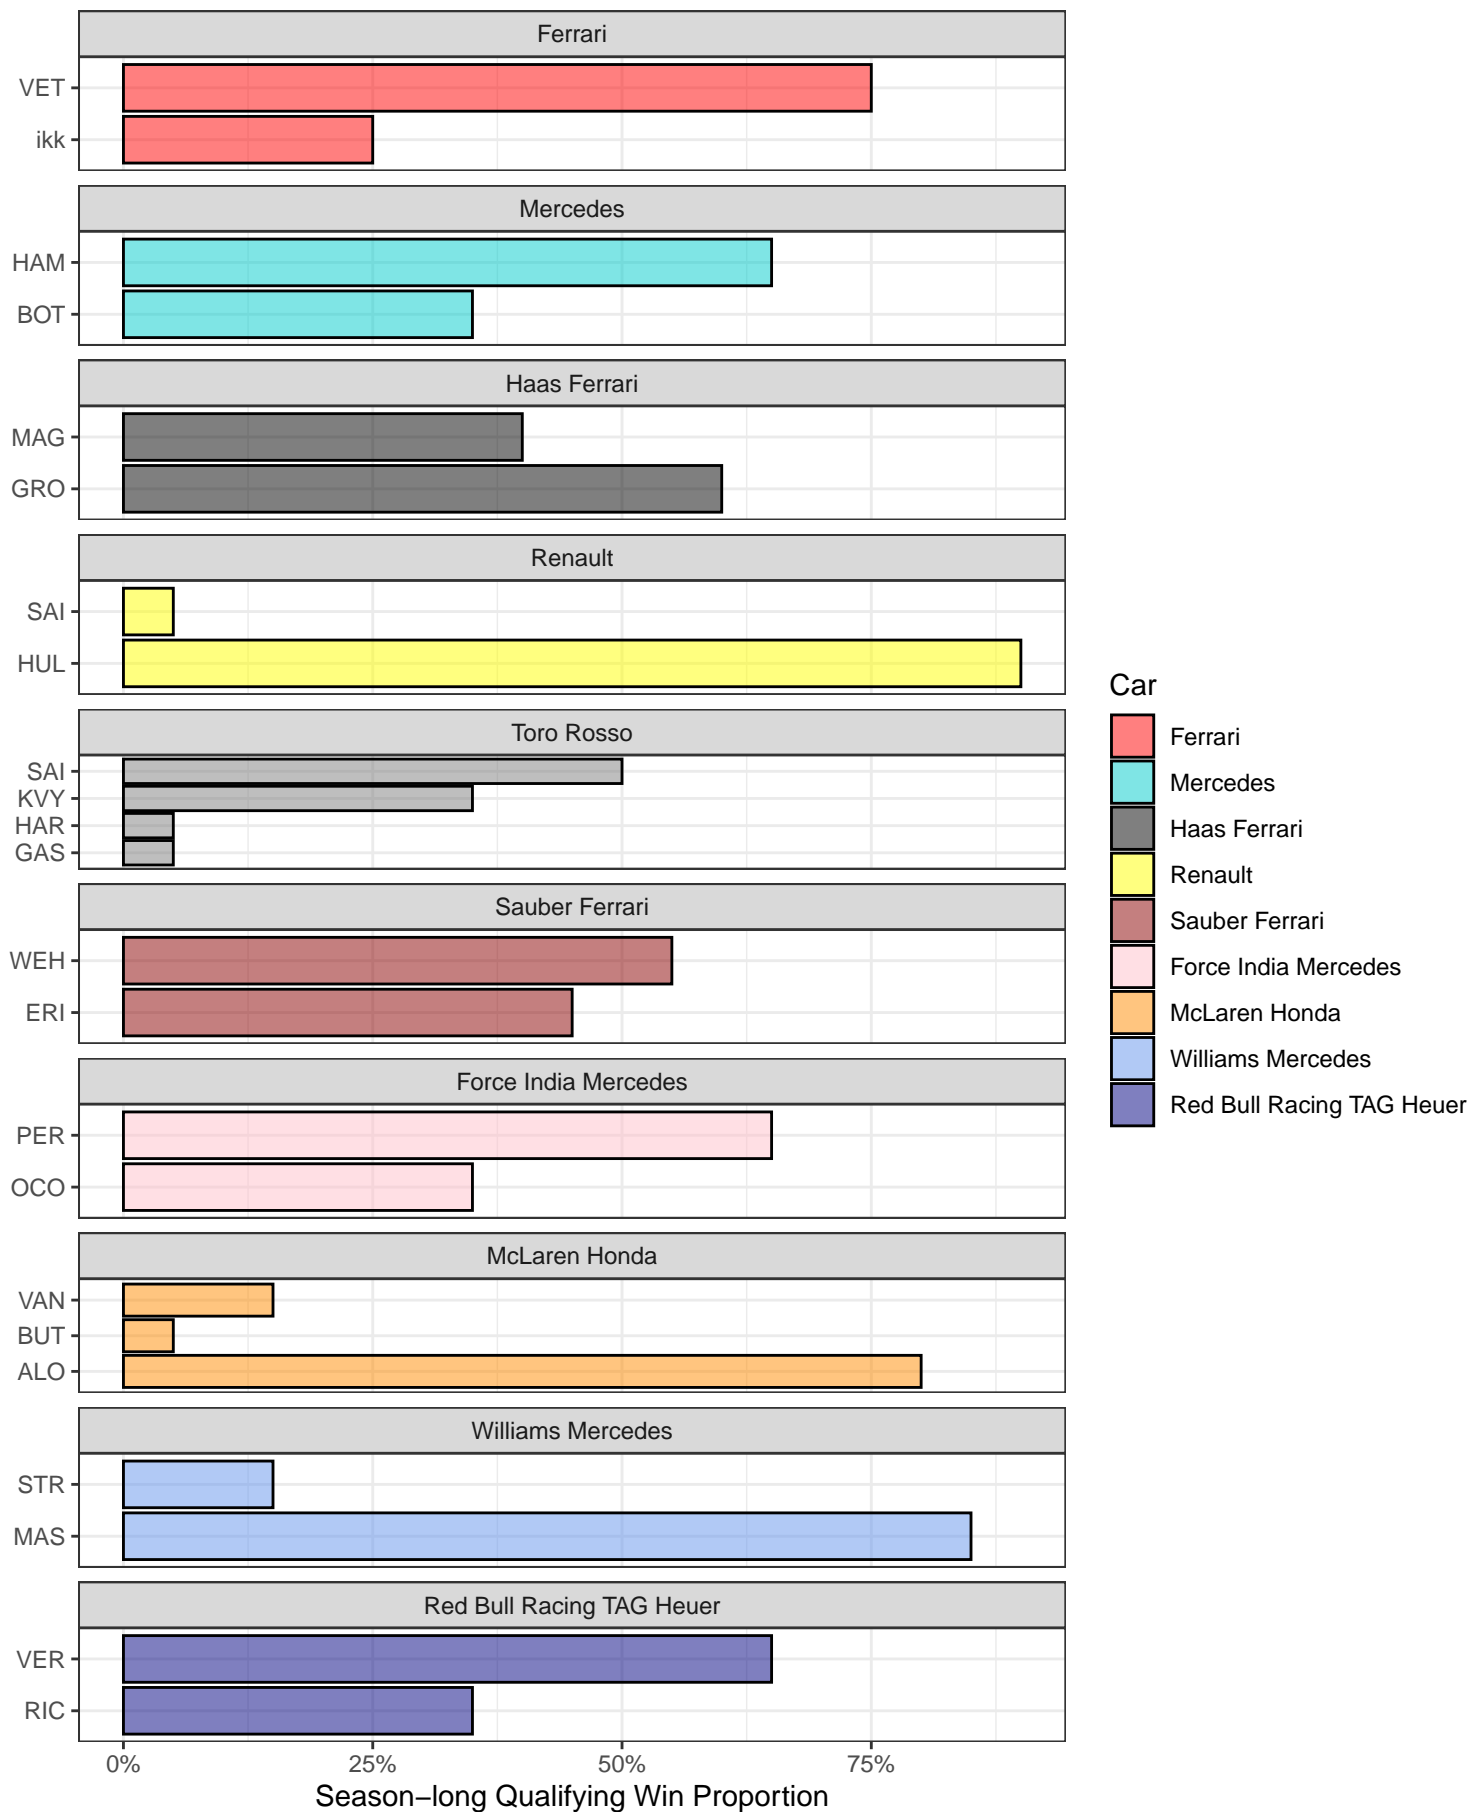 Ferrari
VET
ikk
Mercedes
HAM
BOT
Haas Ferrari
MAG
GRO
Renault
SAI
HUL
Toro Rosso
SAI
KVY
HAR
GAS
Sauber Ferrari
WEH
ERI
Force India Mercedes
PER
OCO
McLaren Honda
VAN
BUT
ALO
Williams Mercedes
STR
MAS
Red Bull Racing TAG Heuer
VER
RIC
0% 25% 50% 75%
Season–long Qualifying Win Proportion
Car
Ferrari
Mercedes
Haas Ferrari
Renault
Sauber Ferrari
Force India Mercedes
McLaren Honda
Williams Mercedes
Red Bull Racing TAG Heuer